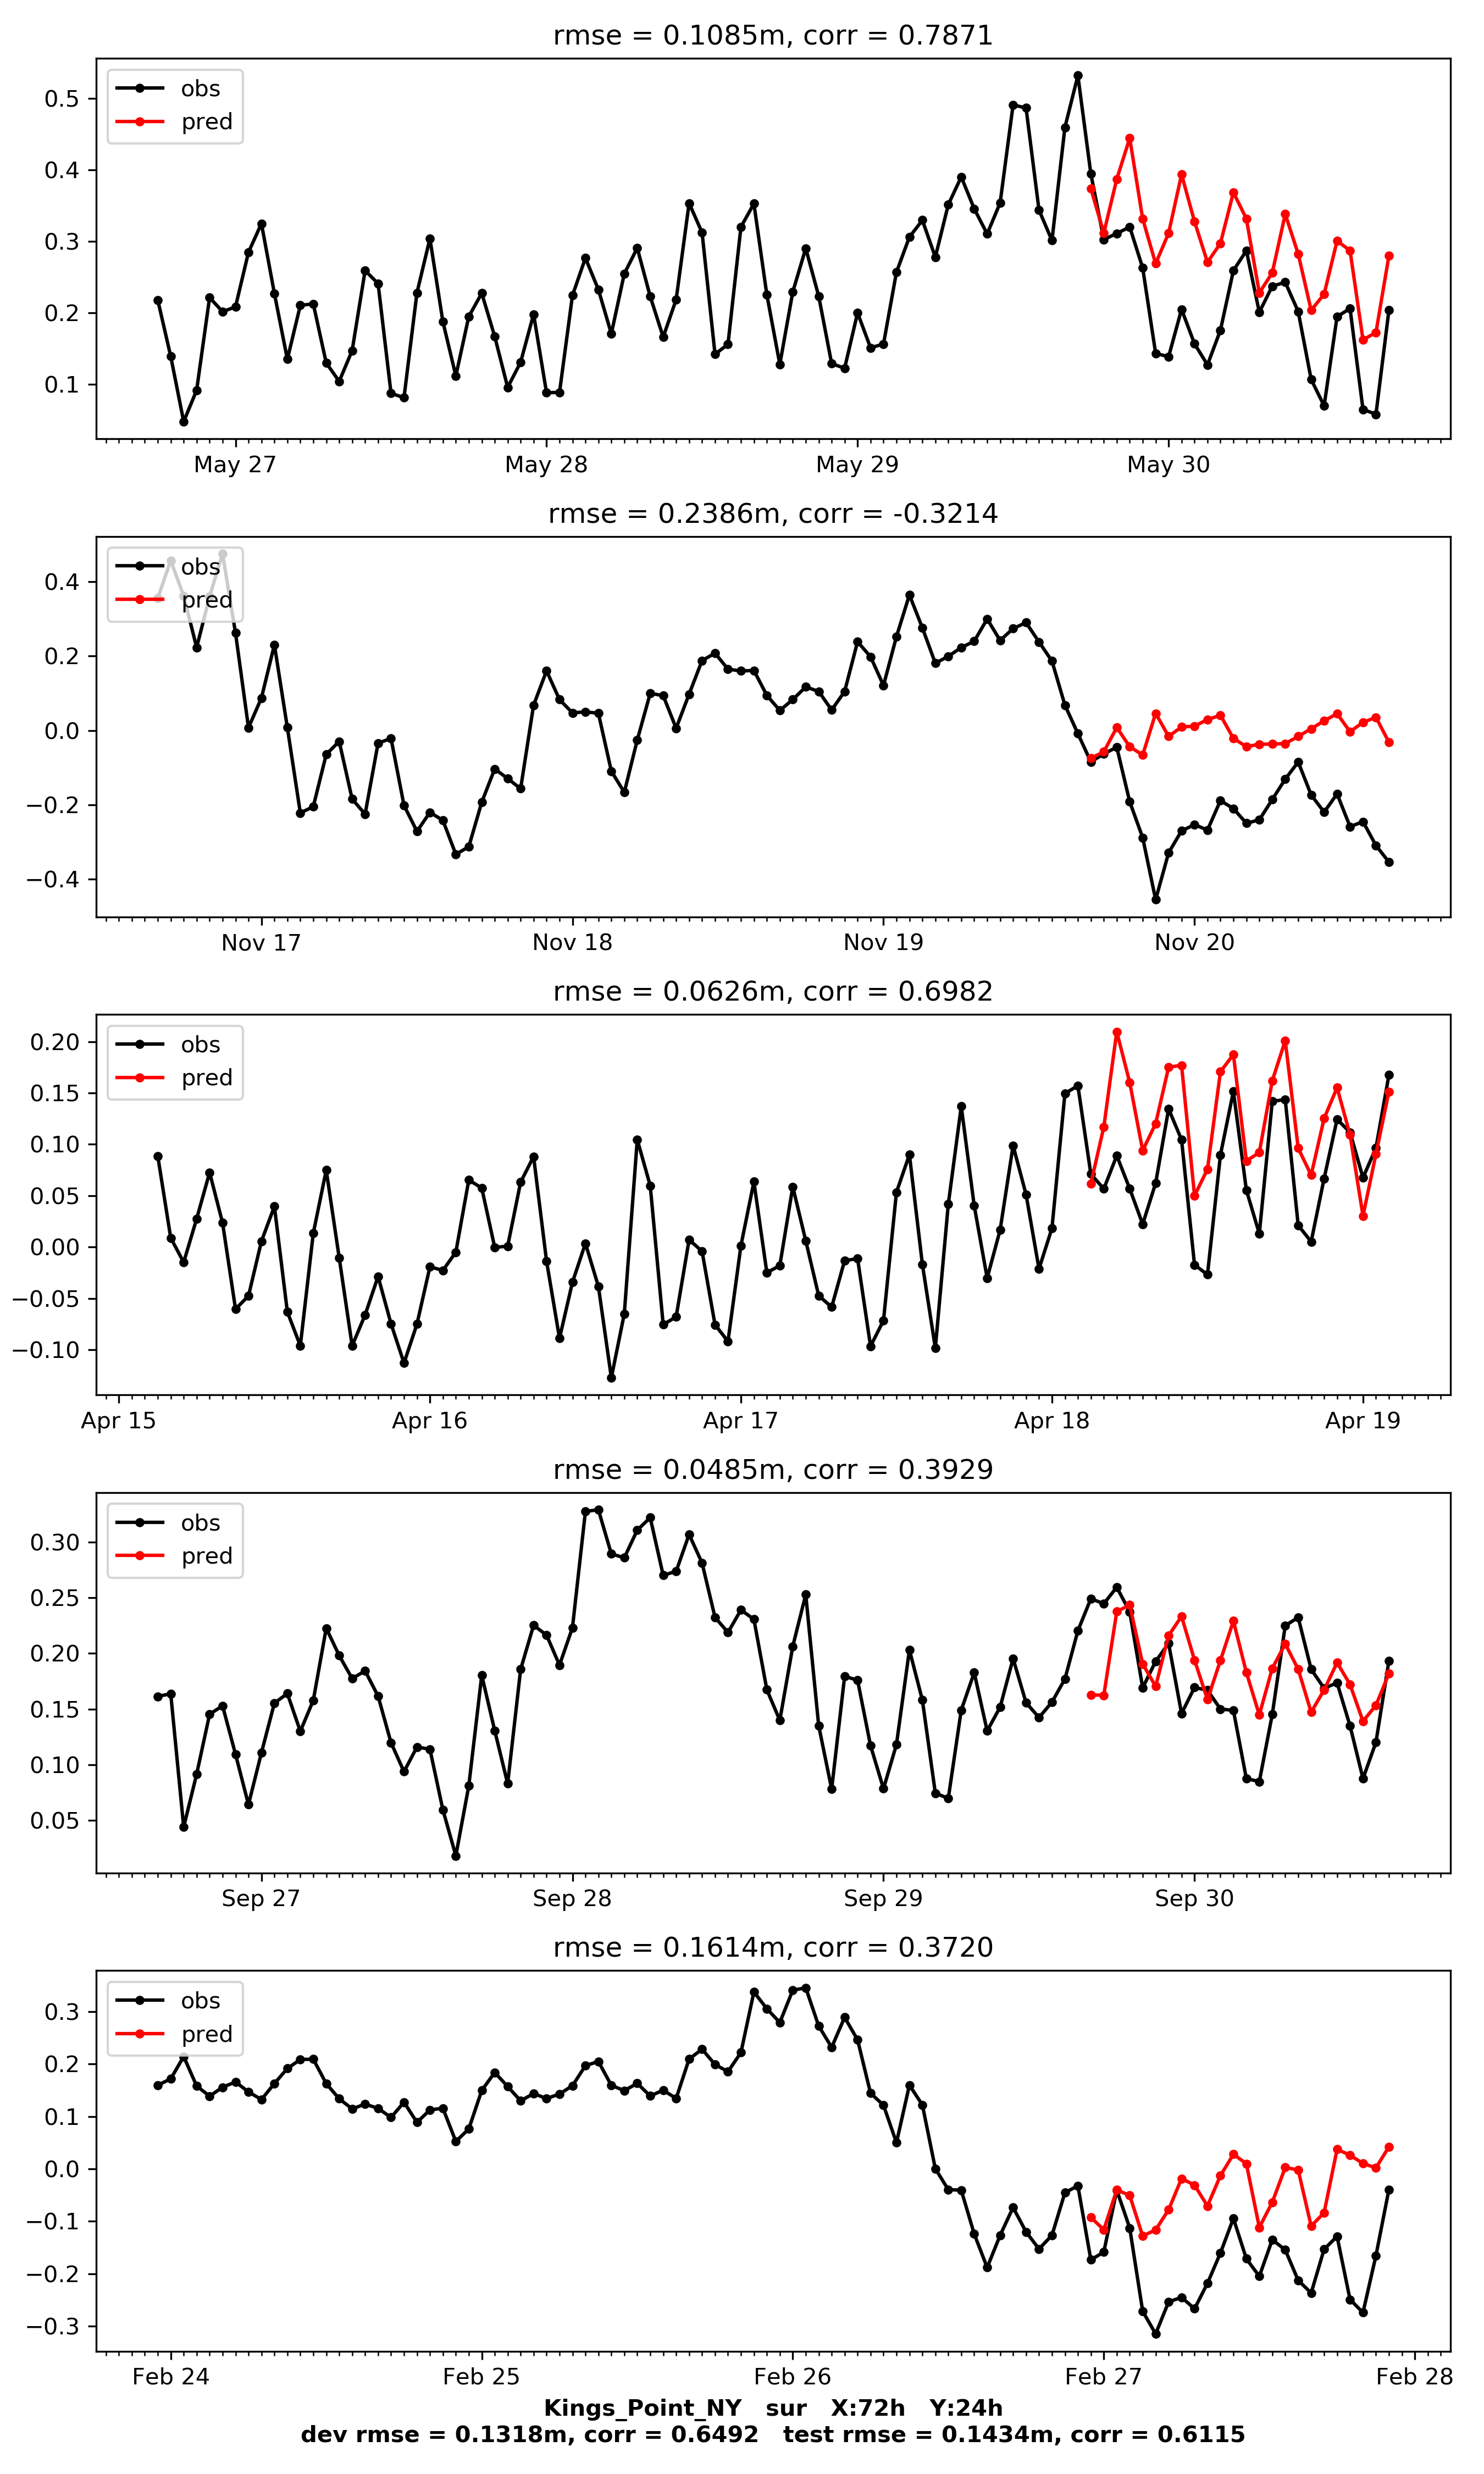 rmse = 0.1085m, corr = 0.7871
obs
pred
0.5
0.4
0.3
0.2
0.1
May 27 May 28 May 29 May 30
rmse = 0.2386m, corr = -0.3214
obs
pred
0.4
0.2
0.0
−0.2
−0.4
Nov 17 Nov 18 Nov 19 Nov 20
rmse = 0.0626m, corr = 0.6982
obs
pred
0.20
0.15
0.10
0.05
0.00
−0.05
−0.10
Apr 15 Apr 16 Apr 17 Apr 18 Apr 19
rmse = 0.0485m, corr = 0.3929
obs
pred
0.30
0.25
0.20
0.15
0.10
0.05
Sep 27 Sep 28 Sep 29 Sep 30
rmse = 0.1614m, corr = 0.3720
obs
pred
0.3
0.2
0.1
0.0
−0.1
−0.2
−0.3
Feb 24 Feb 25 Feb 26 Feb 27 Feb 28
Kings_Point_NY sur X:72h Y:24h
dev rmse = 0.1318m, corr = 0.6492 test rmse = 0.1434m, corr = 0.6115